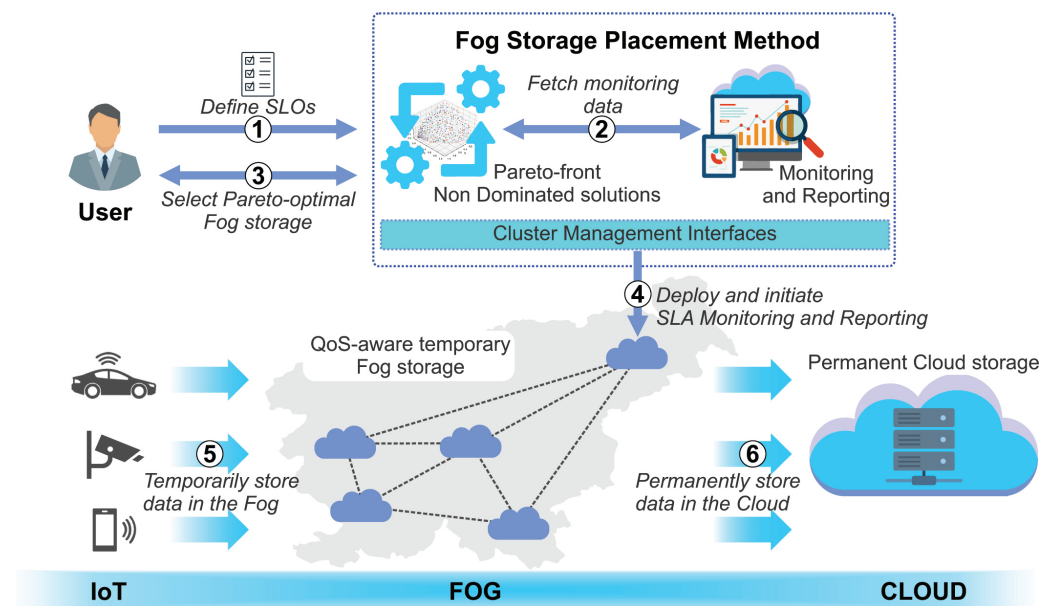 Fog Storage Placement Method
Define SLOs
1
Fetch monitoring
data
2
3
Select Pareto-optimal
Fog storage
User
Pareto-front
Non Dominated solutions
Monitoring
and Reporting
Cluster Management Interfaces
4
Deploy and initiate
SLA Monitoring and Reporting
QoS-aware temporary
Fog storage
Permanent Cloud storage
5
Temporarily store
data in the Fog
6
Permanently store
data in the Cloud
IoT
FOG
CLOUD